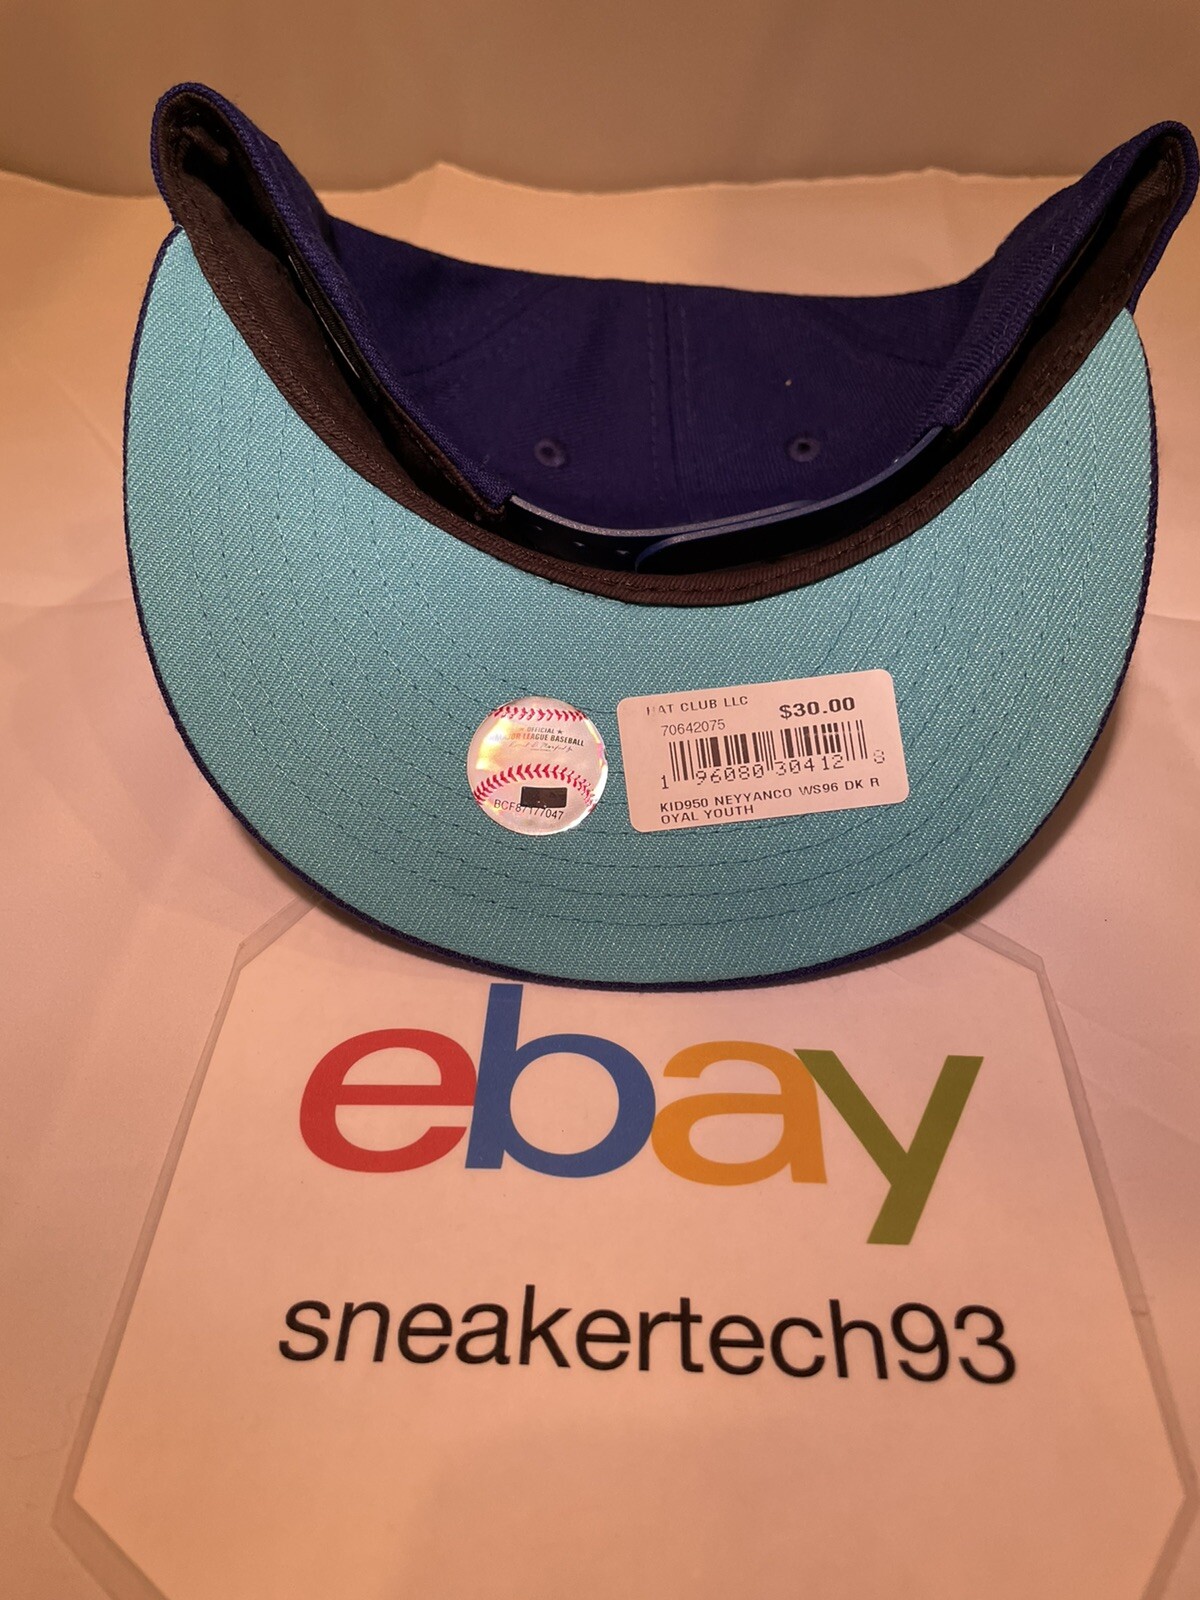 HAT CLUB LLC $30.00
70642075
1 96080 30412 8
KID950 NEYYANCO WS96 DK R
OYAL YOUTH
OFFICIAL
MAJOR LEAGUE BASEBALL
BCF87177047
ebay
sneakertech93